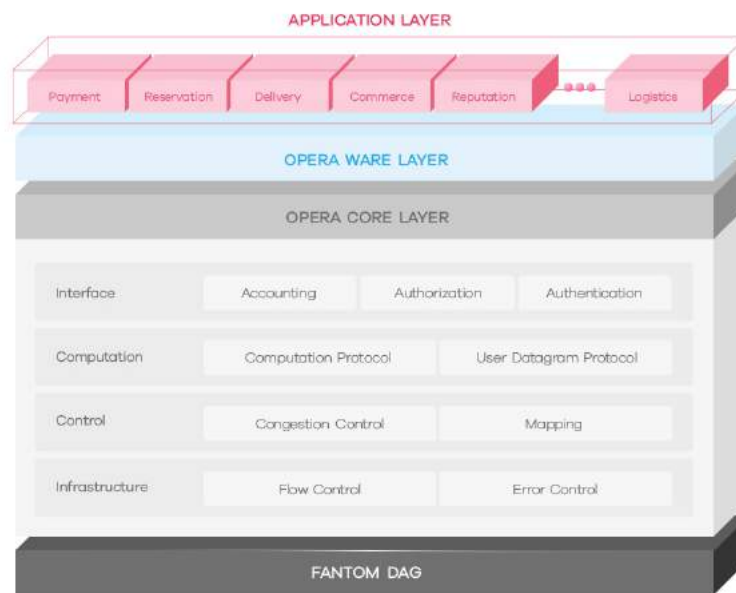 APPLICATION LAYER
Payment Reservation Delivery Commerce Reputation Logistics
OPERA WARE LAYER
OPERA CORE LAYER
Interface Accounting Authorization Authentication
Computation Computation Protocol User Datagram Protocol
Control Congestion Control Mapping
Infrastructure Flow Control Error Control
FANTOM DAG